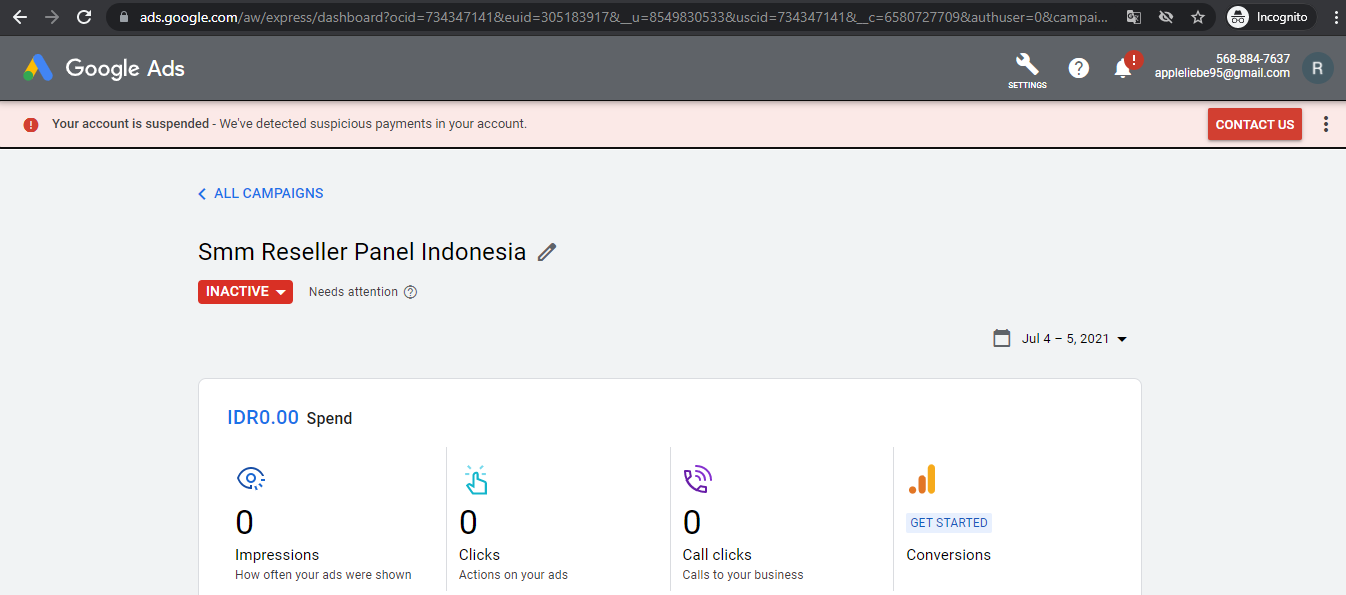 ads.google.com/aw/express/dashboard?ocid=734347141&euid=305183917&__u=8549830533&uscid=734347141&__c=6580727709&authuser=0&campai...
Incognito
Google Ads
SETTINGS
?
!
568-884-7637
appleliebe95@gmail.com
R
! Your account is suspended - We've detected suspicious payments in your account.
CONTACT US
ALL CAMPAIGNS
Smm Reseller Panel Indonesia
INACTIVE
Needs attention ?
Jul 4 – 5, 2021
IDR0.00 Spend
0
Impressions
How often your ads were shown
0
Clicks
Actions on your ads
0
Call clicks
Calls to your business
GET STARTED
Conversions